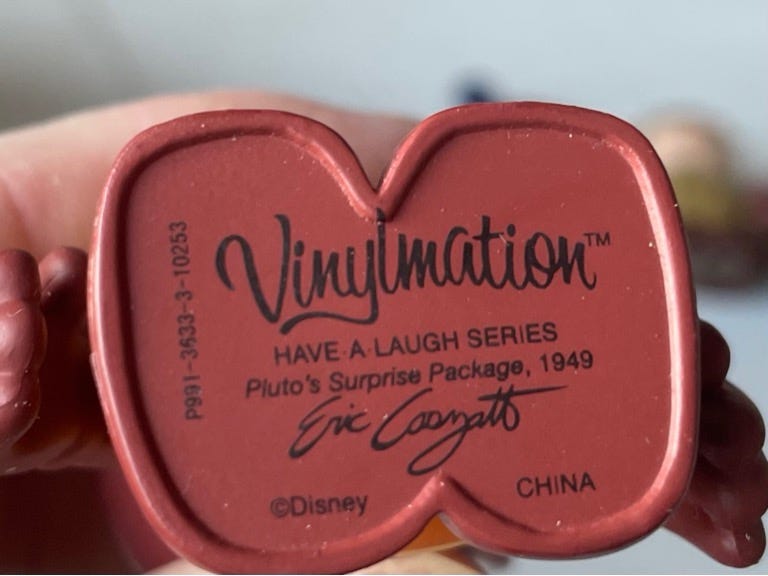 Vinylmation™
HAVE·A·LAUGH SERIES
Pluto's Surprise Package, 1949
Eric Caszatt
©Disney
CHINA
P991-3633-3-10253